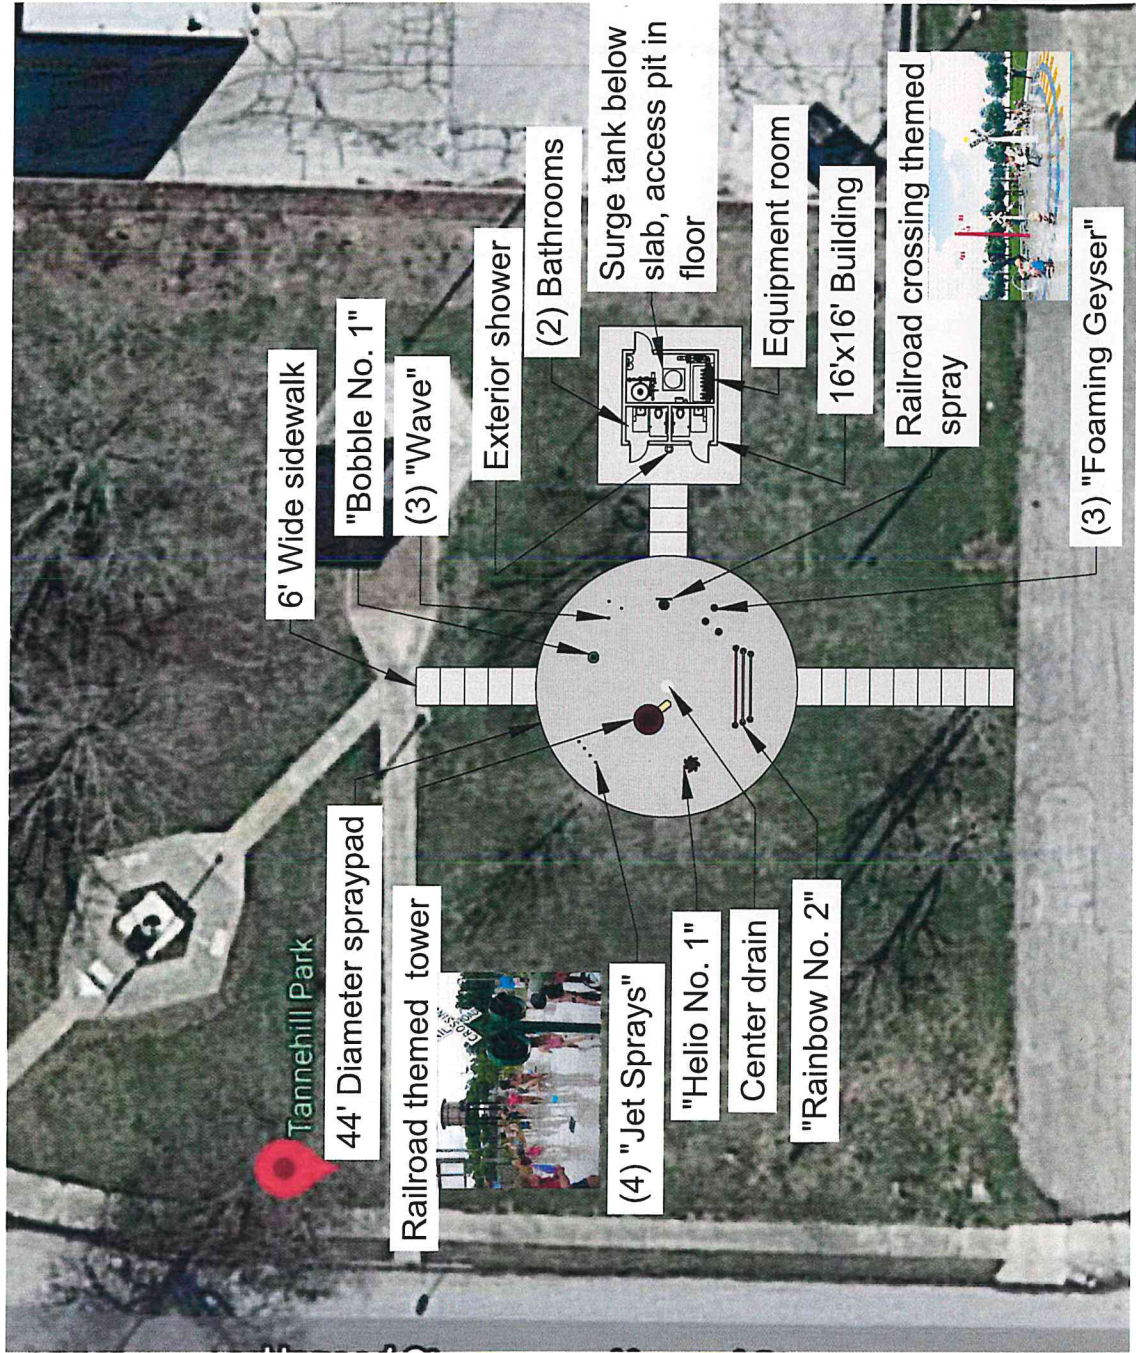 Tannehill Park
44' Diameter spraypad
Railroad themed tower
(4) "Jet Sprays"
"Helio No. 1"
Center drain
"Rainbow No. 2"
6' Wide sidewalk
"Bobble No. 1"
(3) "Wave"
Exterior shower
(2) Bathrooms
Surge tank below
slab, access pit in
floor
Equipment room
16'x16' Building
Railroad crossing themed
spray
(3) "Foaming Geyser"
CROSSING